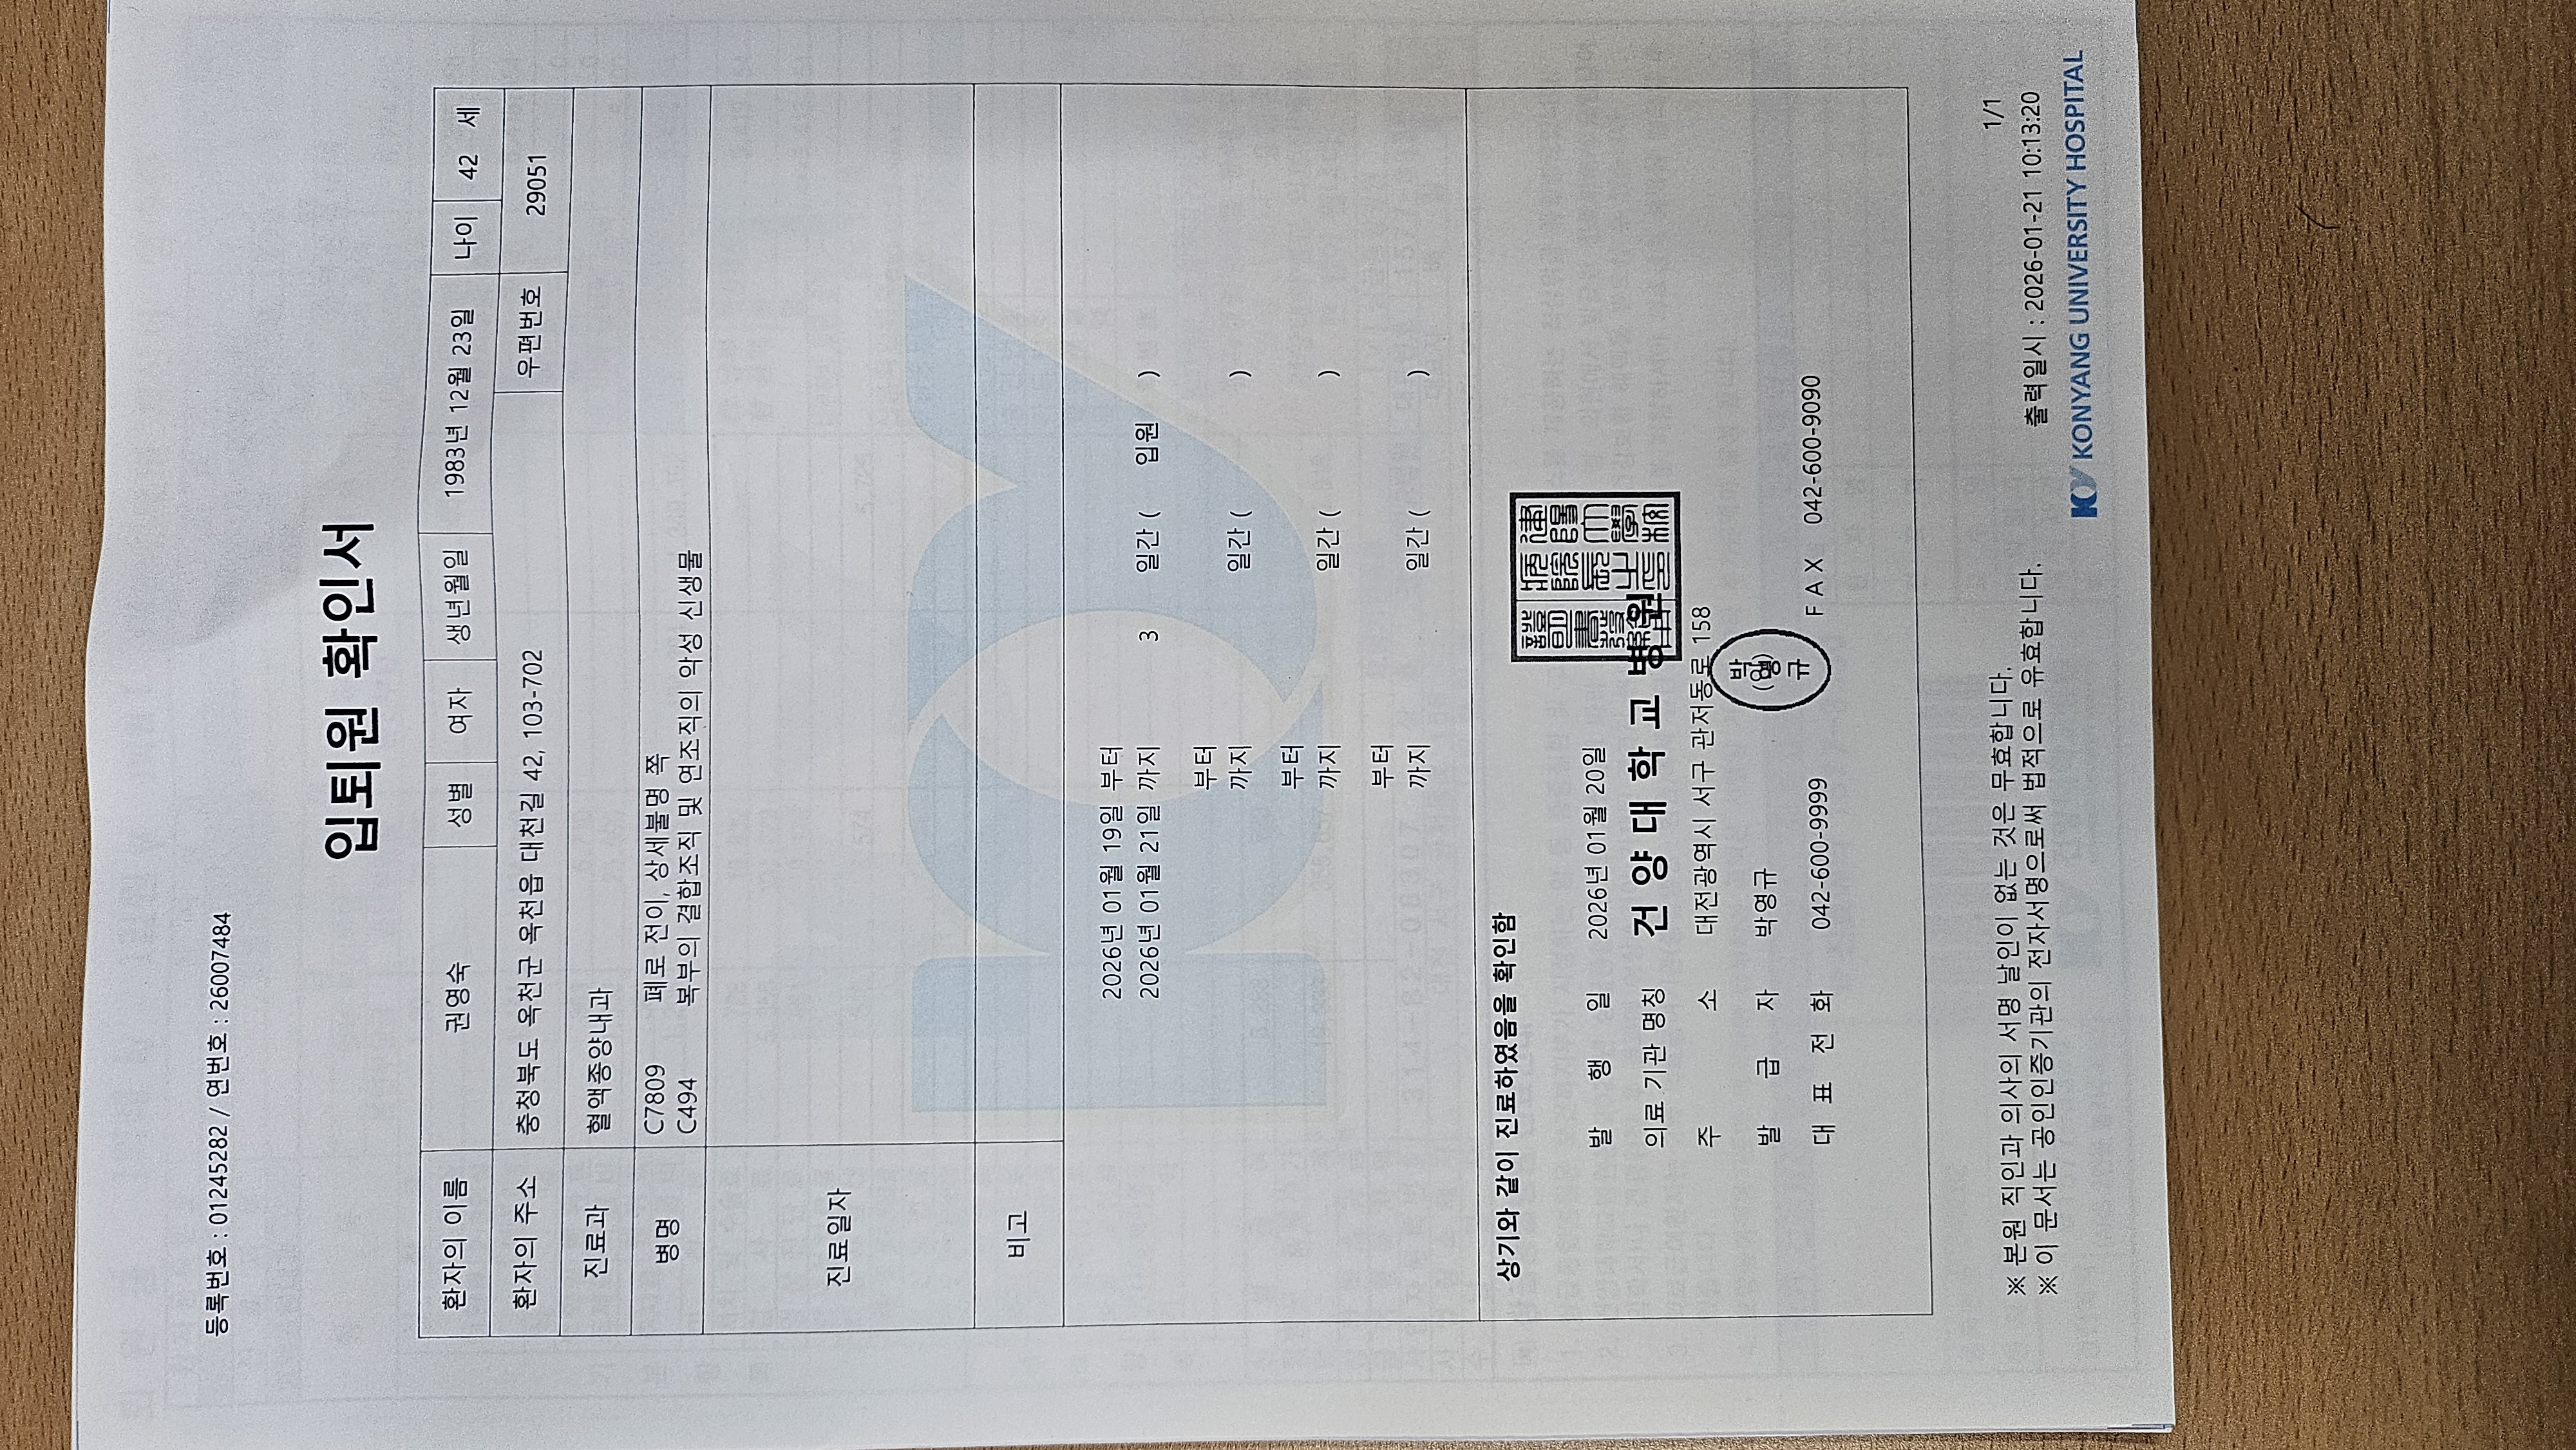 등록번호 : 01245282 / 연번호 : 26007484
입퇴원 확인서
환자의 이름 권영숙 성별 여자 생년월일 1983년 12월 23일 나이 42 세
환자의 주소 충청북도 옥천군 옥천읍 대천길 42, 103-702 우편번호 29051
진료과 혈액종양내과
병명 C7809 폐로 전이, 상세불명 쪽
C494 복부의 결합조직 및 연조직의 악성 신생물
진료일자
비고
2026년 01월 19일 부터
2026년 01월 21일 까지 3 일간 ( 입원 )
부터
까지 일간 ( )
부터
까지 일간 ( )
부터
까지 일간 ( )
상기와 같이 진료하였음을 확인함
발 행 일 2026년 01월 20일
의료 기관 명칭 건 양 대 학 교 병 원
주 소 대전광역시 서구 관저동로 158
발 급 자 박영규 (인) 박영규
대 표 전 화 042-600-9999 F A X 042-600-9090
※ 본원 직인과 의사의 서명 날인이 없는 것은 무효합니다.
※ 이 문서는 공인인증기관의 전자서명으로써 법적으로 유효합니다.
1/1
출력일시 : 2026-01-21 10:13:20
KY KONYANG UNIVERSITY HOSPITAL